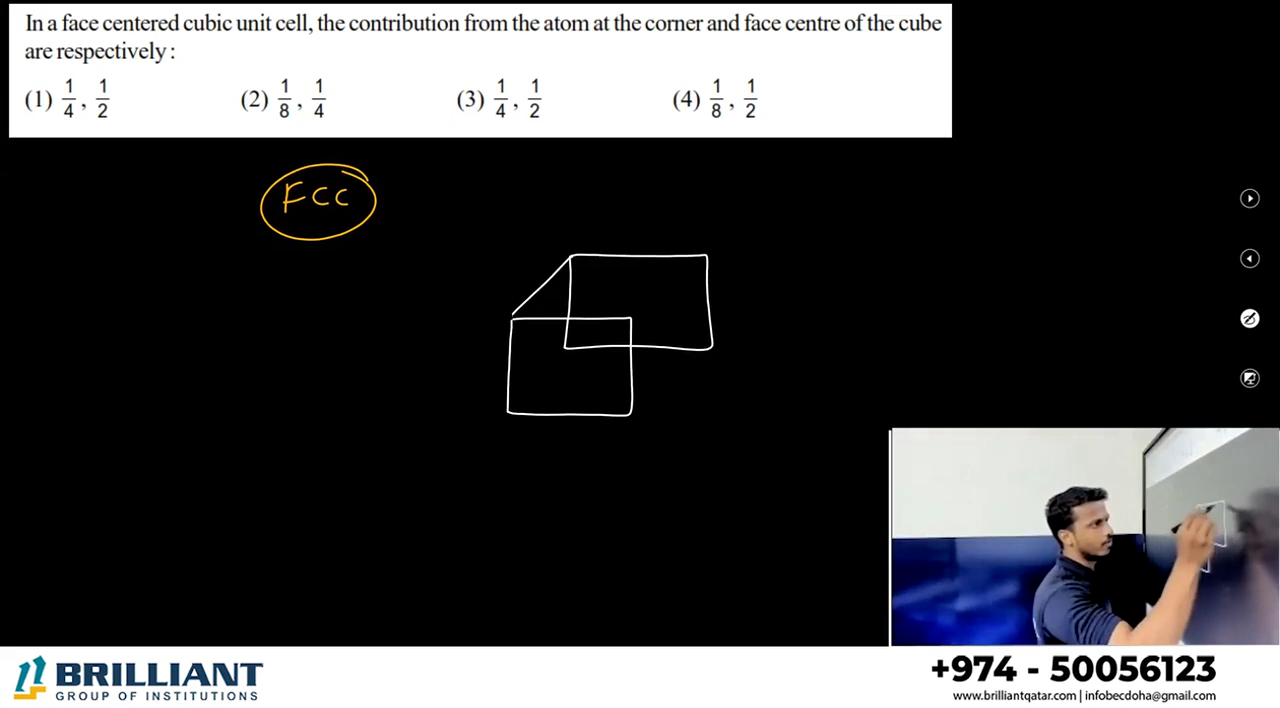 In a face centered cubic unit cell, the contribution from the atom at the corner and face centre of the cube
are respectively :
(1) 1/4, 1/2 (2) 1/8, 1/4 (3) 1/4, 1/2 (4) 1/8, 1/2
FCC
BRILLIANT
GROUP OF INSTITUTIONS
+974 - 50056123
www.brilliantqatar.com | infobecdoha@gmail.com